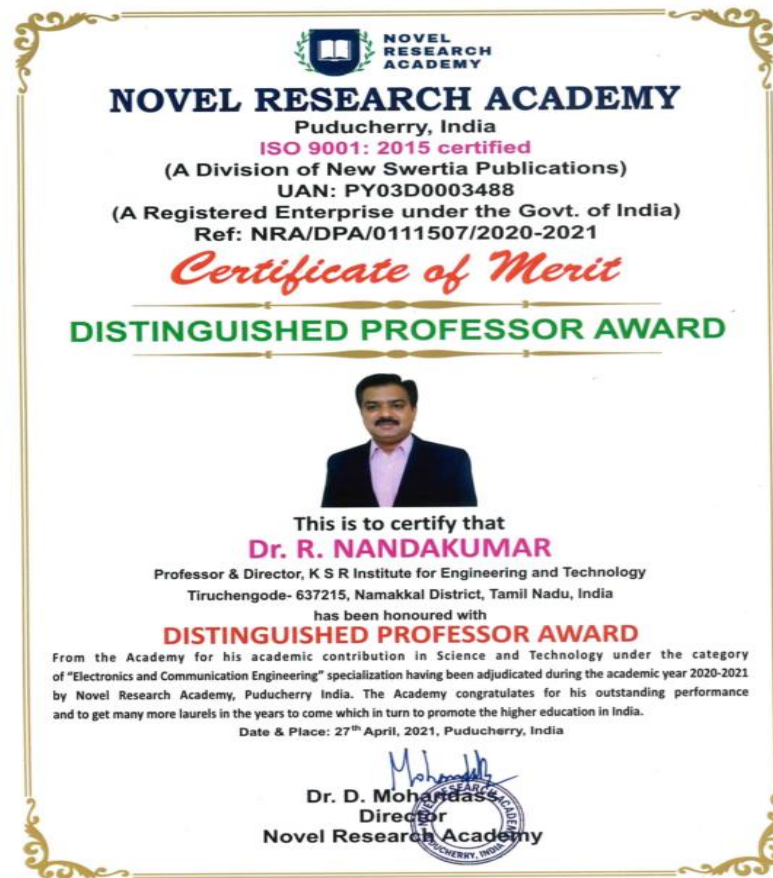 NOVEL
RESEARCH
ACADEMY
NOVEL RESEARCH ACADEMY
Puducherry, India
ISO 9001: 2015 certified
(A Division of New Swertia Publications)
UAN: PY03D0003488
(A Registered Enterprise under the Govt. of India)
Ref: NRA/DPA/0111507/2020-2021
Certificate of Merit
DISTINGUISHED PROFESSOR AWARD
This is to certify that
Dr. R. NANDAKUMAR
Professor & Director, K S R Institute for Engineering and Technology
Tiruchengode- 637215, Namakkal District, Tamil Nadu, India
has been honoured with
DISTINGUISHED PROFESSOR AWARD
From the Academy for his academic contribution in Science and Technology under the category
of "Electronics and Communication Engineering" specialization having been adjudicated during the academic year 2020-2021
by Novel Research Academy, Puducherry India. The Academy congratulates for his outstanding performance
and to get many more laurels in the years to come which in turn to promote the higher education in India.
Date & Place: 27th April, 2021, Puducherry, India
Dr. D. Mohandass
Director
Novel Research Academy
NOVEL RESEARCH ACADEMY
PUDUCHERRY, INDIA